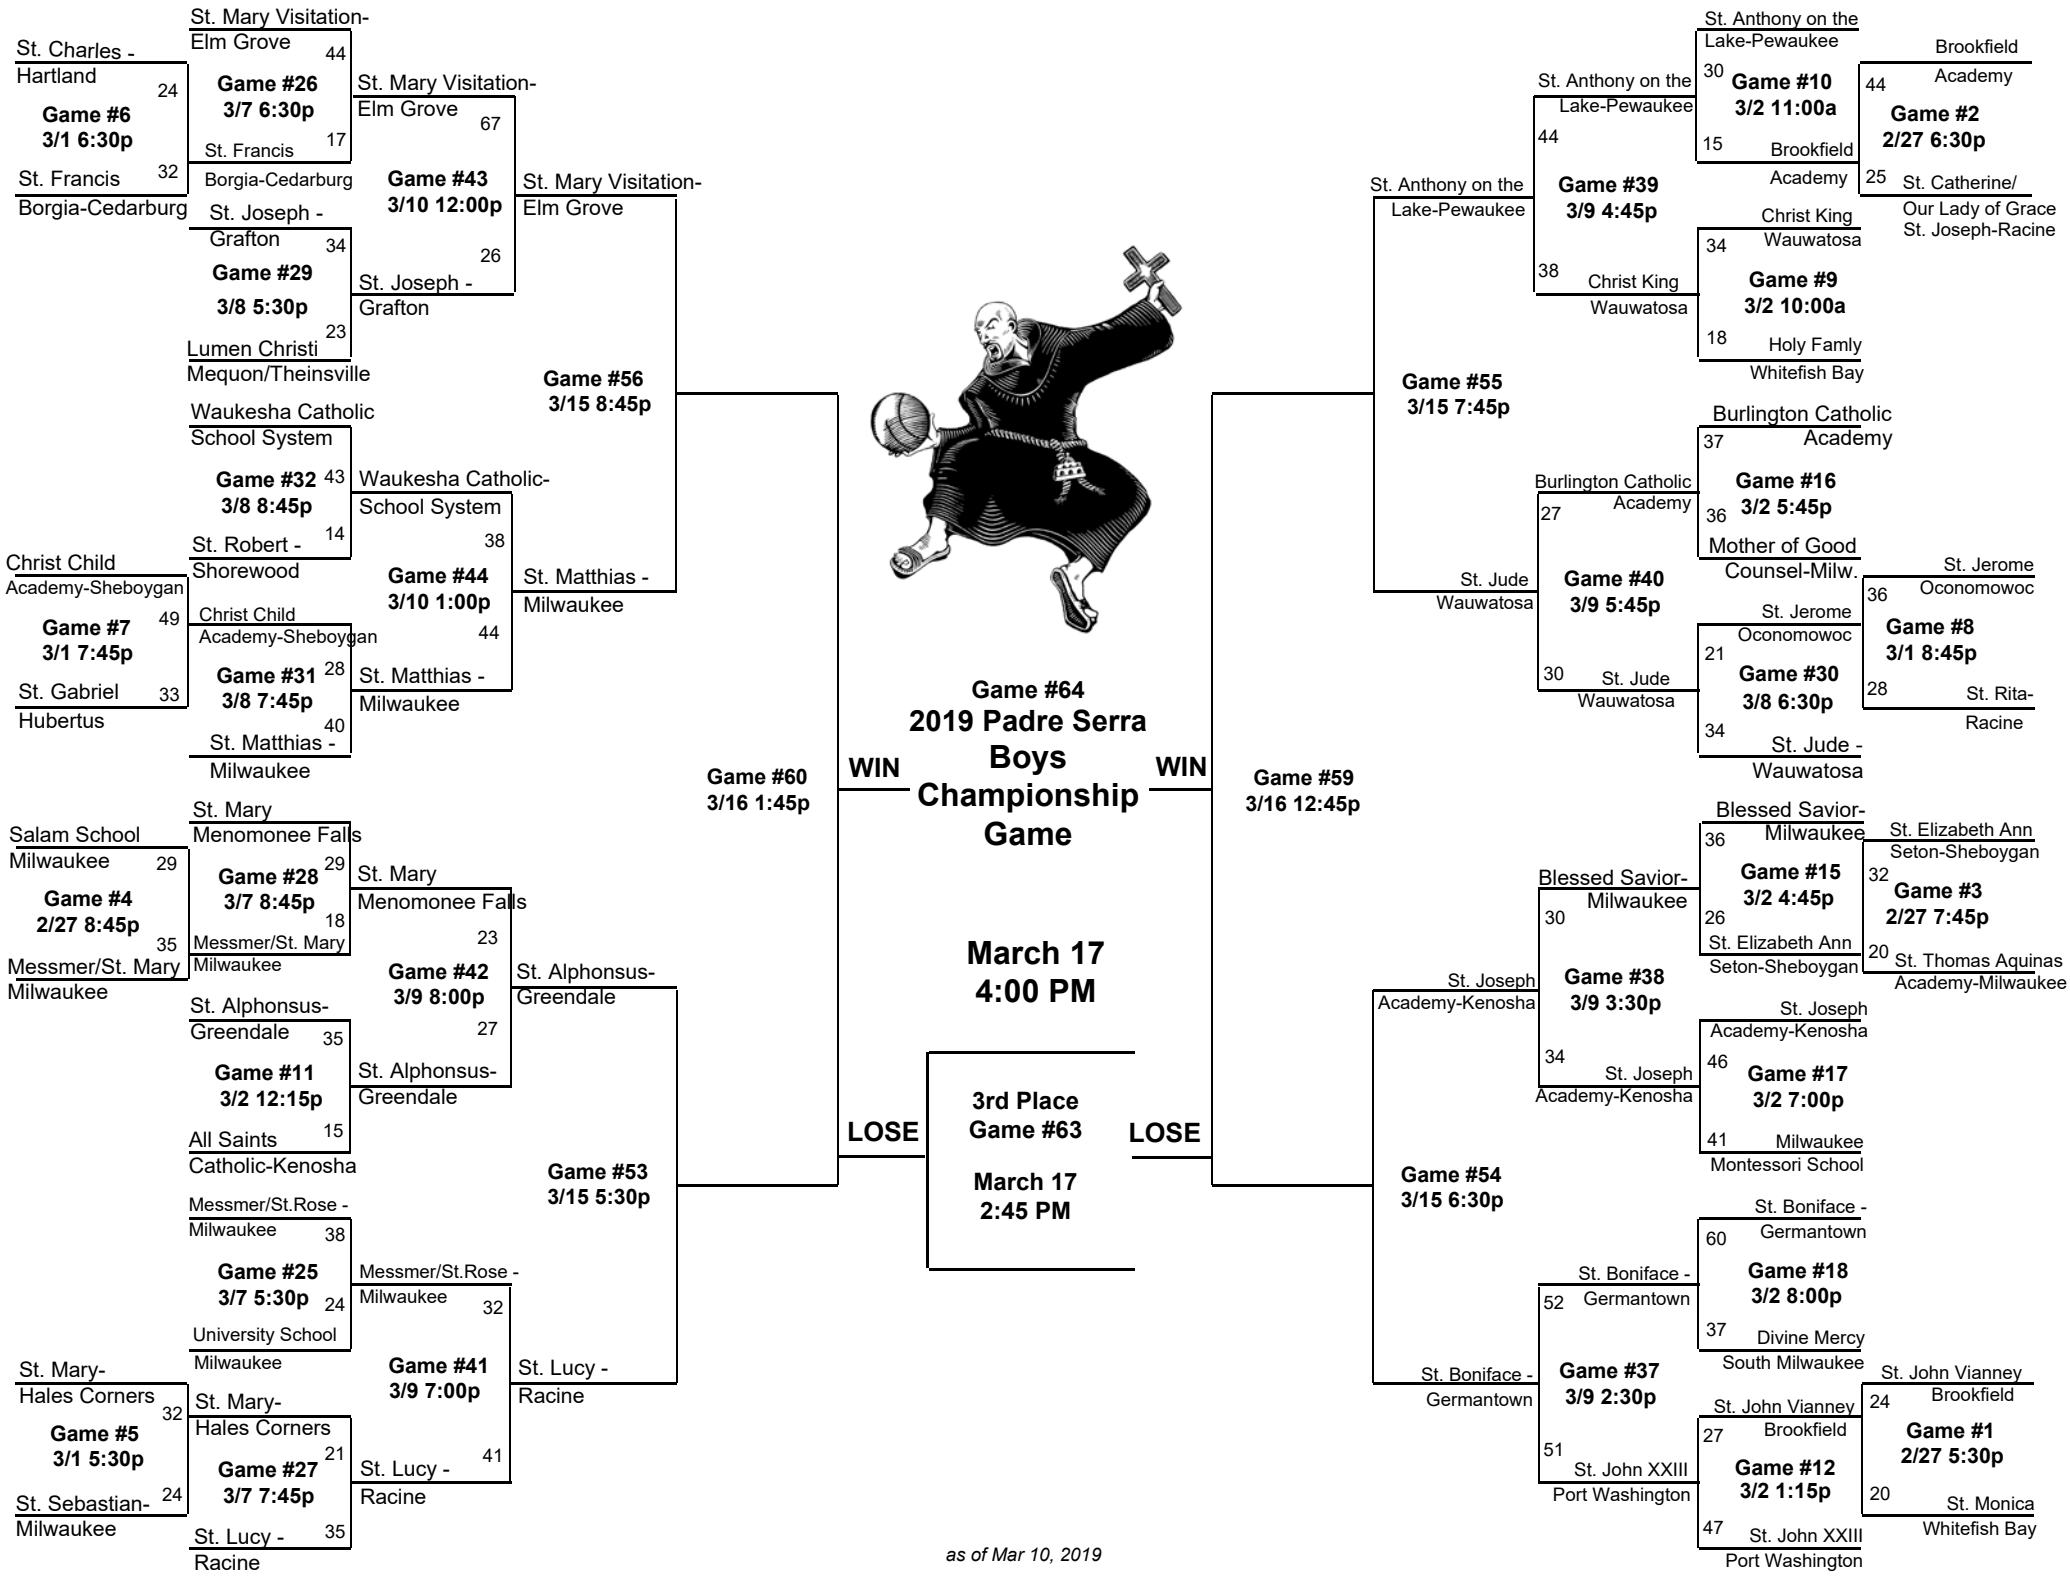 St. Mary Visitation-
Elm Grove
44
St. Charles -
Hartland
24
Game #26
3/7 6:30p
Game #6
3/1 6:30p
17
St. Francis
Borgia-Cedarburg
32
St. Francis
Borgia-Cedarburg
St. Mary Visitation-
Elm Grove
67
Game #43
3/10 12:00p
26
St. Joseph -
Grafton
34
Game #29
3/8 5:30p
23
Lumen Christi
Mequon/Theinsville
St. Joseph -
Grafton
St. Mary Visitation-
Elm Grove
Game #56
3/15 8:45p
Waukesha Catholic
School System
Game #32
3/8 8:45p
43
14
St. Robert -
Shorewood
Waukesha Catholic-
School System
38
Game #44
3/10 1:00p
44
St. Matthias -
Milwaukee
Christ Child
Academy-Sheboygan
49
Game #7
3/1 7:45p
St. Gabriel
33
Hubertus
Christ Child
Academy-Sheboygan
28
Game #31
3/8 7:45p
40
St. Matthias -
Milwaukee
St. Matthias -
Milwaukee
Game #60
3/16 1:45p
St. Mary
Menomonee Falls
29
Game #28
3/7 8:45p
18
Messmer/St. Mary
Milwaukee
Salam School
Milwaukee
29
Game #4
2/27 8:45p
35
Messmer/St. Mary
Milwaukee
St. Mary
Menomonee Falls
23
Game #42
3/9 8:00p
27
St. Alphonsus-
Greendale
St. Alphonsus-
Greendale
35
Game #11
3/2 12:15p
15
All Saints
Catholic-Kenosha
St. Alphonsus-
Greendale
Game #53
3/15 5:30p
Messmer/St.Rose -
Milwaukee
38
Game #25
3/7 5:30p
24
University School
Milwaukee
Messmer/St.Rose -
Milwaukee
32
Game #41
3/9 7:00p
41
St. Lucy -
Racine
St. Mary-
Hales Corners
32
Game #5
3/1 5:30p
24
St. Sebastian-
Milwaukee
St. Mary-
Hales Corners
21
Game #27
3/7 7:45p
35
St. Lucy -
Racine
St. Lucy -
Racine
Game #64
2019 Padre Serra
Boys
Championship
Game
WIN
WIN
March 17
4:00 PM
LOSE
LOSE
3rd Place
Game #63
March 17
2:45 PM
as of Mar 10, 2019
St. Anthony on the
Lake-Pewaukee
30
Game #10
3/2 11:00a
15
Brookfield
Academy
Brookfield
Academy
44
Game #2
2/27 6:30p
25
St. Catherine/
Our Lady of Grace
St. Joseph-Racine
St. Anthony on the
Lake-Pewaukee
44
Game #39
3/9 4:45p
38
Christ King
Wauwatosa
Christ King
Wauwatosa
34
Game #9
3/2 10:00a
18
Holy Famly
Whitefish Bay
St. Anthony on the
Lake-Pewaukee
Game #55
3/15 7:45p
Burlington Catholic
Academy
37
Game #16
3/2 5:45p
36
Mother of Good
Counsel-Milw.
Burlington Catholic
Academy
27
Game #40
3/9 5:45p
30
St. Jude
Wauwatosa
St. Jude
Wauwatosa
St. Jerome
Oconomowoc
21
Game #30
3/8 6:30p
34
St. Jude -
Wauwatosa
St. Jerome
Oconomowoc
36
Game #8
3/1 8:45p
28
St. Rita-
Racine
Game #59
3/16 12:45p
Blessed Savior-
Milwaukee
36
Game #15
3/2 4:45p
26
St. Elizabeth Ann
Seton-Sheboygan
St. Elizabeth Ann
Seton-Sheboygan
32
Game #3
2/27 7:45p
20
St. Thomas Aquinas
Academy-Milwaukee
Blessed Savior-
Milwaukee
30
Game #38
3/9 3:30p
34
St. Joseph
Academy-Kenosha
St. Joseph
Academy-Kenosha
St. Joseph
Academy-Kenosha
46
Game #17
3/2 7:00p
41
Milwaukee
Montessori School
Game #54
3/15 6:30p
St. Boniface -
Germantown
60
Game #18
3/2 8:00p
37
Divine Mercy
South Milwaukee
St. Boniface -
Germantown
52
Game #37
3/9 2:30p
51
St. John XXIII
Port Washington
St. Boniface -
Germantown
St. John Vianney
Brookfield
27
Game #12
3/2 1:15p
47
St. John XXIII
Port Washington
St. John Vianney
Brookfield
24
Game #1
2/27 5:30p
20
St. Monica
Whitefish Bay